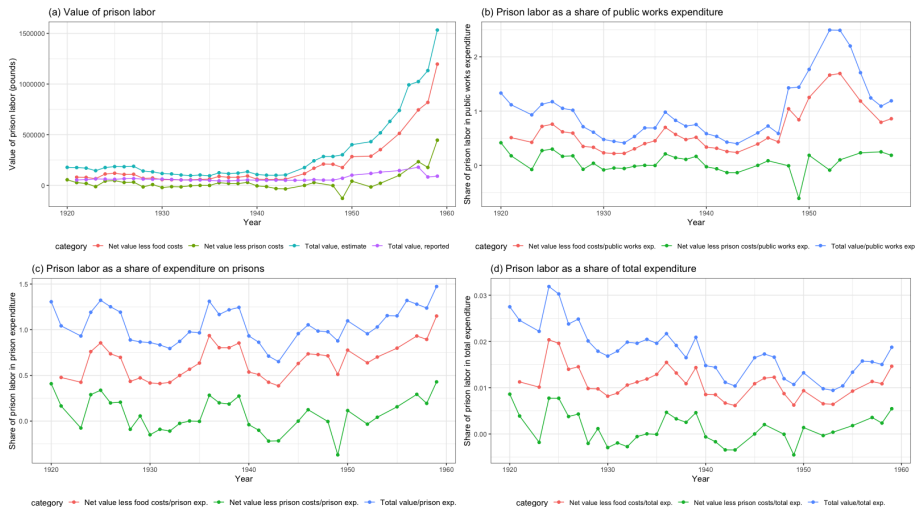 (a) Value of prison labor
Value of prison labor (pounds)
1500000
1000000
500000
0
1920
1930
1940
1950
1960
Year
category
Net value less food costs
Net value less prison costs
Total value, estimate
Total value, reported
(b) Prison labor as a share of public works expenditure
Share of prison labor in public works expenditure
2
1
0
1920
1930
1940
1950
Year
category
Net value less food costs/public works exp.
Net value less prison costs/public works exp.
Total value/public works exp
(c) Prison labor as a share of expenditure on prisons
Share of prison labor in prison expenditure
1.5
1.0
0.5
0.0
1920
1930
1940
1950
1960
Year
category
Net value less food costs/prison exp.
Net value less prison costs/prison exp.
Total value/prison exp.
(d) Prison labor as a share of total expenditure
Share of prison labor in total expenditure
0.03
0.02
0.01
0.00
1920
1930
1940
1950
1960
Year
category
Net value less food costs/total exp.
Net value less prison costs/total exp.
Total value/total exp.